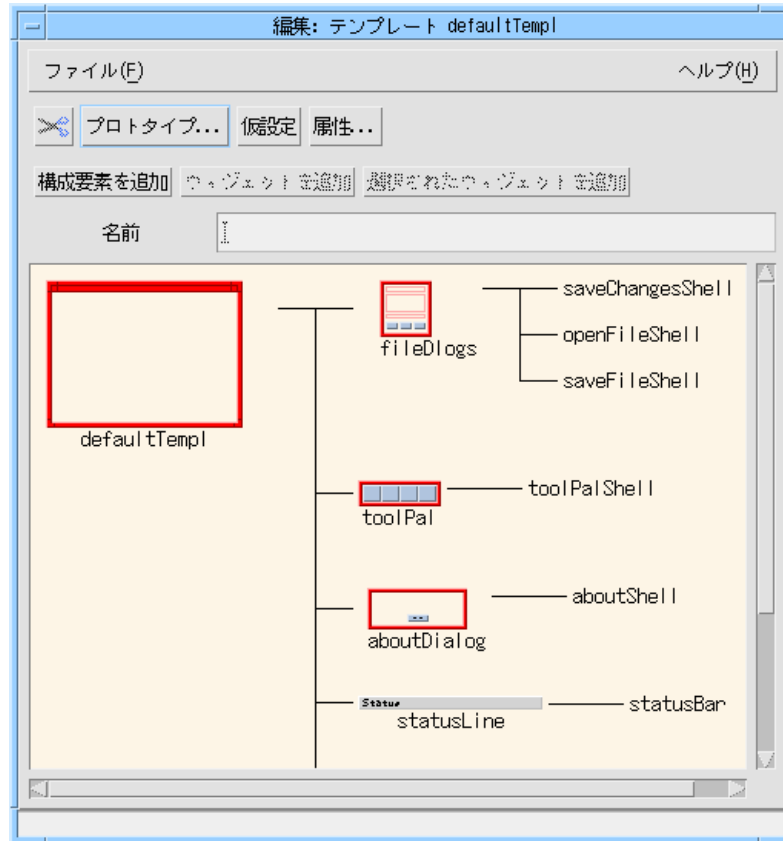 編集: テンプレート defaultTempl
ファイル(F) ヘルプ(H)
プロトタイプ... 仮設定 属性...
構成要素を追加 ウィジェットを追加 選択されたウィジェットを追加
名前
saveChangesShell
openFileShell
fileDlogs
saveFileShell
defaultTempl
toolPalShell
toolPal
aboutShell
aboutDialog
Status statusBar
statusLine